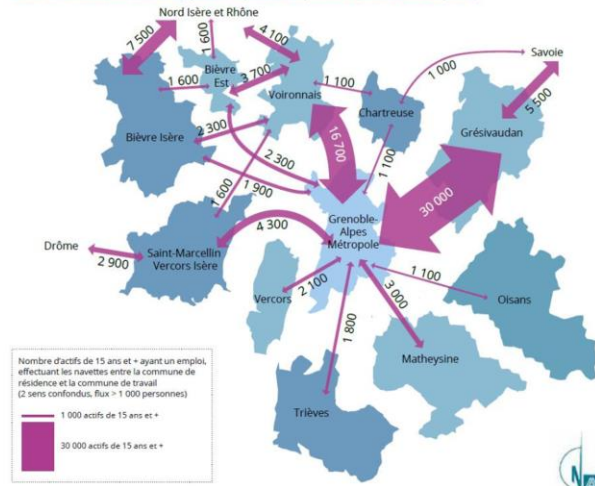 Nord Isère et Rhône
7 500
1 600
4 100
Savoie
1 000
5 500
Bièvre
Est
3 700
1 600
Voironnais
1 100
Chartreuse
Grésivaudan
Bièvre Isère
2 300
2 300
16 700
1 100
1 900
1 600
30 000
Grenoble-
Alpes
Métropole
4 300
Drôme
2 900
Saint-Marcellin
Vercors Isère
Vercors
2 100
1 800
3 000
1 100
Oisans
Matheysine
Trièves
Nombre d'actifs de 15 ans et + ayant un emploi,
effectuant les navettes entre la commune de
résidence et la commune de travail
(2 sens confondus, flux > 1 000 personnes)
1 000 actifs de 15 ans et +
30 000 actifs de 15 ans et +
N